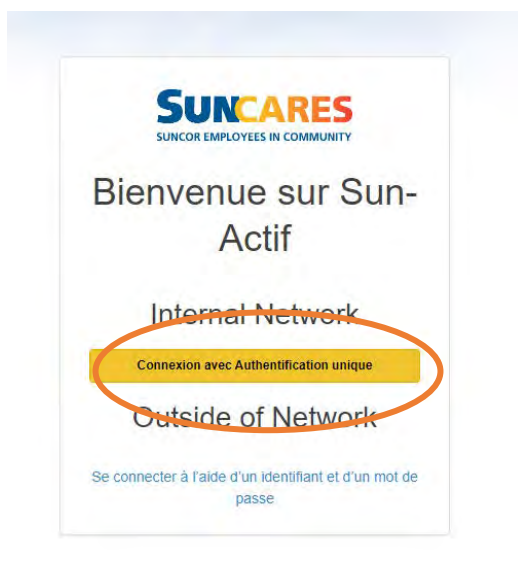 SUNCARES
SUNCOR EMPLOYEES IN COMMUNITY
Bienvenue sur Sun-
Actif
Internal Network
Connexion avec Authentification unique
Outside of Network
Se connecter à l'aide d'un identifiant et d'un mot de
passe